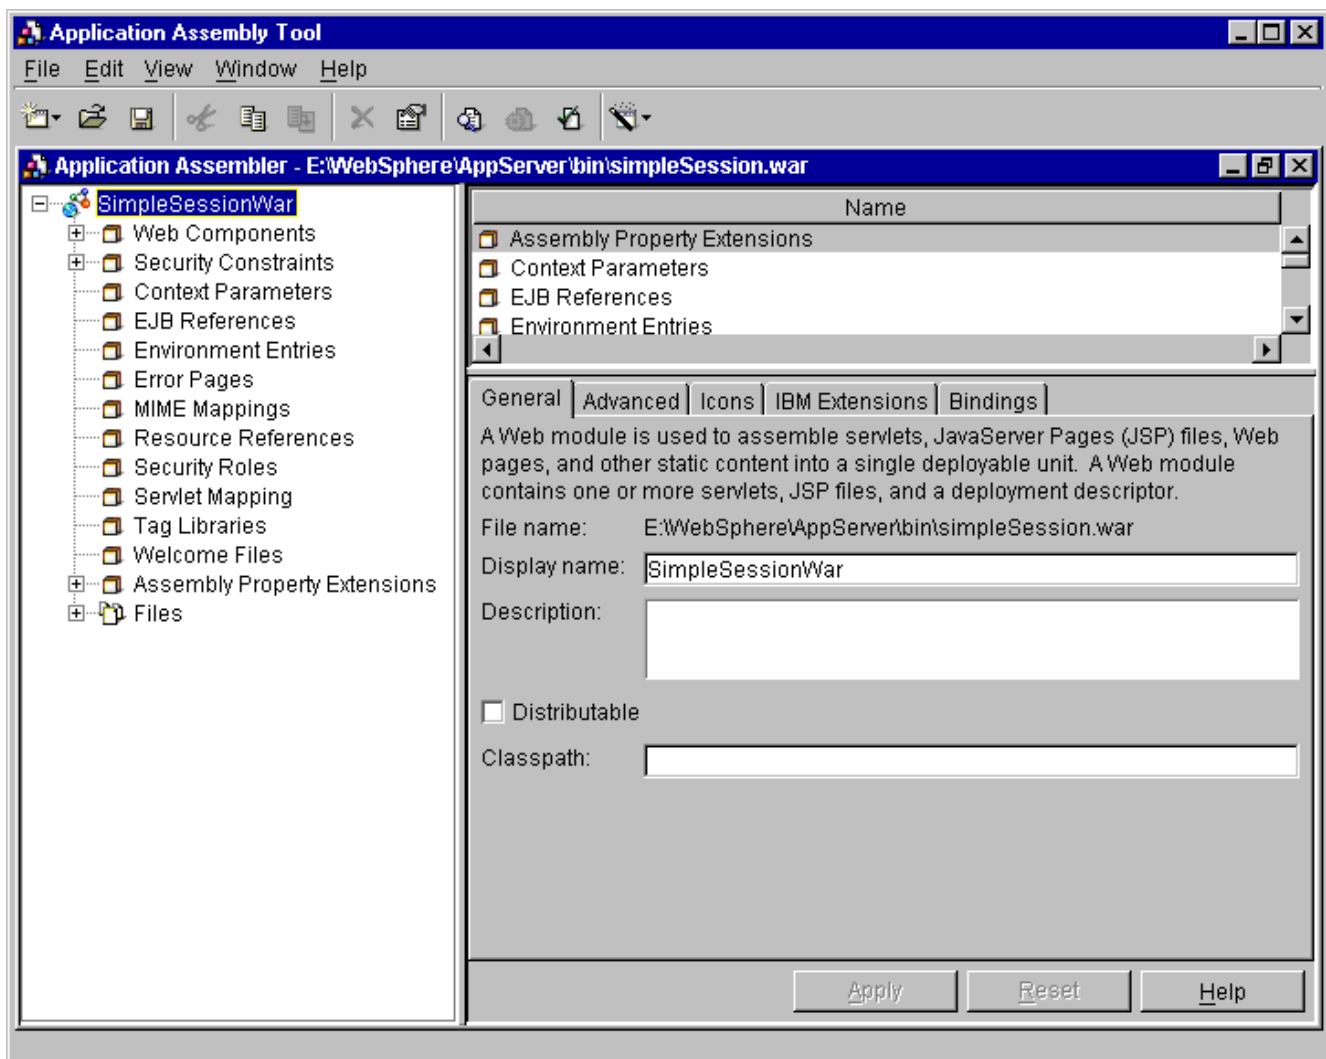 Application Assembly Tool
File Edit View Window Help
Application Assembler - E:\WebSphere\AppServer\bin\simpleSession.war
SimpleSessionWar
Web Components
Security Constraints
Context Parameters
EJB References
Environment Entries
Error Pages
MIME Mappings
Resource References
Security Roles
Servlet Mapping
Tag Libraries
Welcome Files
Assembly Property Extensions
Files
Name
Assembly Property Extensions
Context Parameters
EJB References
Environment Entries
General Advanced Icons IBM Extensions Bindings
A Web module is used to assemble servlets, JavaServer Pages (JSP) files, Web
pages, and other static content into a single deployable unit. A Web module
contains one or more servlets, JSP files, and a deployment descriptor.
File name: E:\WebSphere\AppServer\bin\simpleSession.war
Display name: SimpleSessionWar
Description:
Distributable
Classpath:
Apply Reset Help